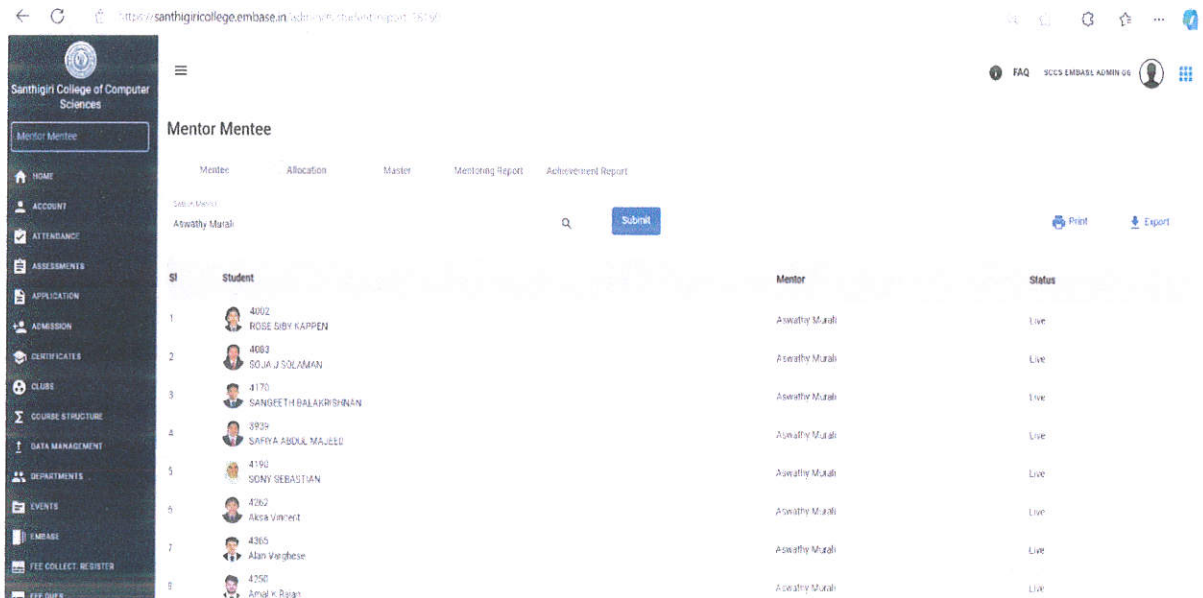 santhigiricollege.embase.in
Santhigiri College of Computer
Sciences
FAQ SCCS EMBASE ADMIN 06
Mentor Mentee
Mentor Mentee
Mentee Allocation Master Mentoring Report Achievement Report
Aswathy Murali
Submit
Print Export
HOME
ACCOUNT
ATTENDANCE
ASSESSMENTS
APPLICATION
ADMISSION
CERTIFICATES
CLUBS
COURSE STRUCTURE
DATA MANAGEMENT
DEPARTMENTS
EVENTS
EMBASE
FEE COLLECT. REGISTER
FEE DUES
Sl Student Mentor Status
1 4002 Aswathy Murali Live
ROSE SIBY KAPPEN
2 4083 Aswathy Murali Live
SOJA J SOLAMAN
3 4170 Aswathy Murali Live
SANGEETH BALAKRISHNAN
4 3939 Aswathy Murali Live
SAFIYA ABDUL MAJEED
5 4190 Aswathy Murali Live
SONY SEBASTIAN
6 4262 Aswathy Murali Live
Aksa Vincent
7 4365 Aswathy Murali Live
Alan Varghese
8 4250 Aswathy Murali Live
Amal K Rajan